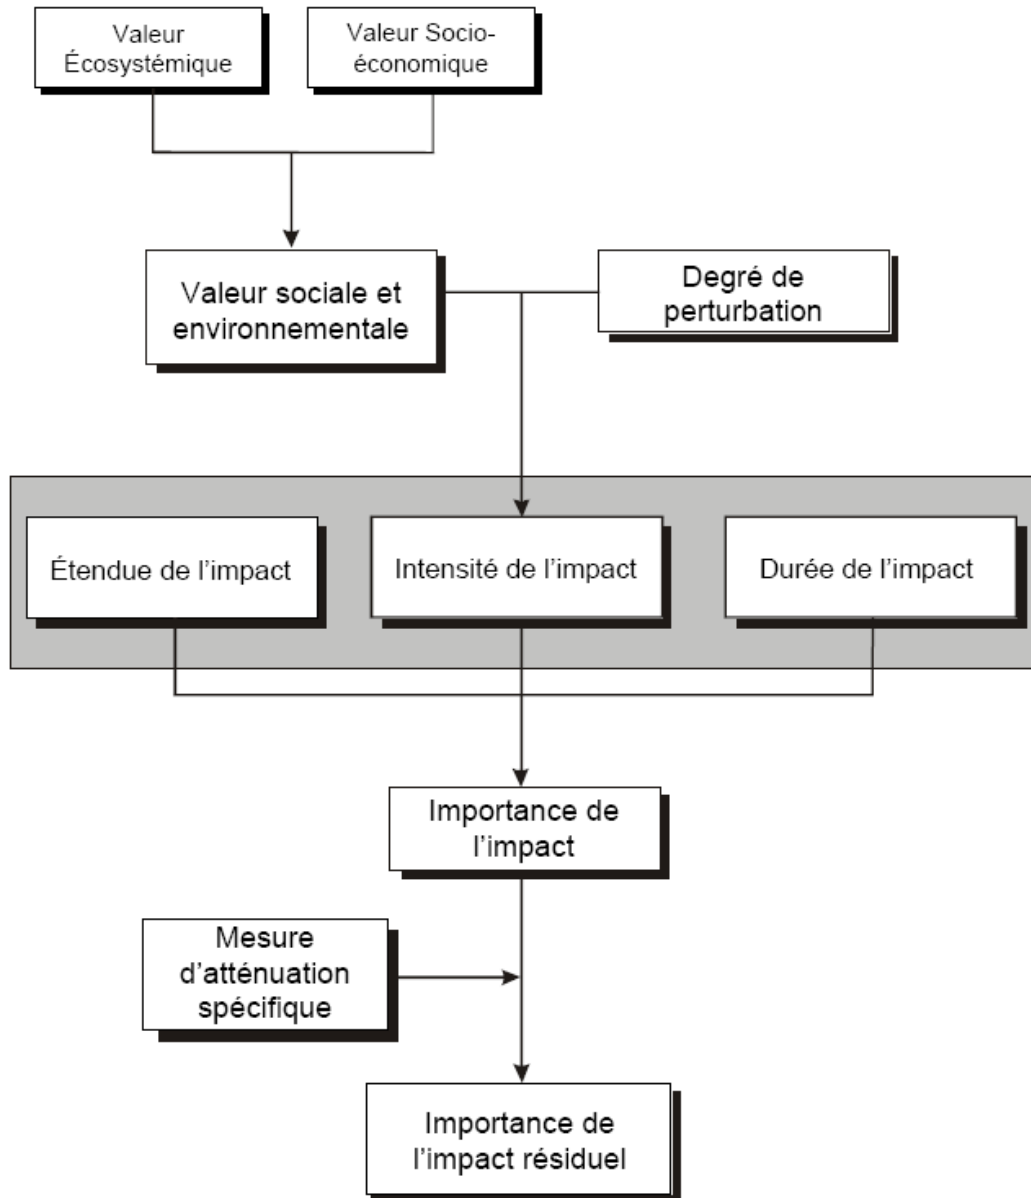 Valeur
Écosystémique
Valeur Socio-
économique
Valeur sociale et
environnementale
Degré de
perturbation
Étendue de l'impact
Intensité de l'impact
Durée de l'impact
Importance de
l'impact
Mesure
d'atténuation
spécifique
Importance de
l'impact résiduel